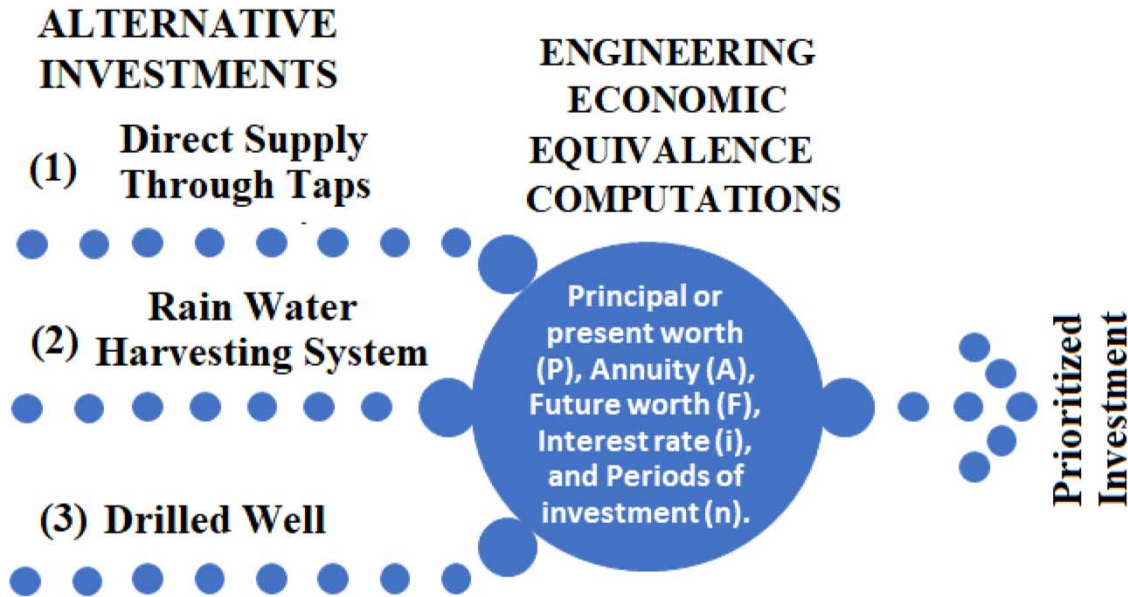 ALTERNATIVE
INVESTMENTS
(1) Direct Supply
Through Taps
(2) Rain Water
Harvesting System
(3) Drilled Well
ENGINEERING
ECONOMIC
EQUIVALENCE
COMPUTATIONS
Principal or
present worth
(P), Annuity (A),
Future worth (F),
Interest rate (i),
and Periods of
investment (n).
Prioritized
Investment